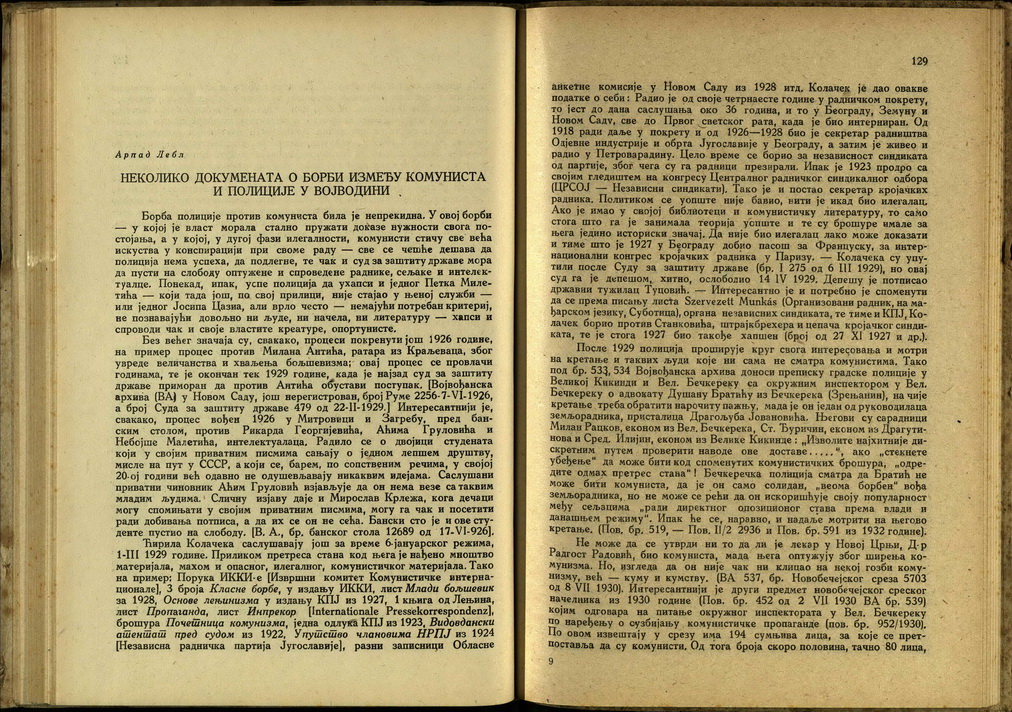 Арпад Лебл
НЕКОЛИКО ДОКУМЕНАТА О БОРБИ ИЗМЕЂУ КОМУНИСТА
И ПОЛИЦИЈЕ У ВОЈВОДИНИ
Борба полиције против комуниста била је непрекидна. У овој борби
— у којој је власт морала стално пружати доказе нужности свога по-
стојања, а у којој, у дугој фази илегалности, комунисти стичу све већа
искуства у конспирацији при своме раду — све се чешће дешава да
полиција нема успеха, да подлегне, те чак и суд за заштиту државе мора
да пусти на слободу оптужене и спроведене раднике, сељаке и интелек-
туалце. Понекад, ипак, успе полиција да ухапси и једног Петка Миле-
тића — који тада још, по свој прилици, није стајао у њеној служби —
или једног Јосипа Цазиа, али врло често — немајући потребан критериј,
не познавајући довољно ни људе, ни начела, ни литературу — хапси и
спроводи чак и своје властите креатуре, опортунисте.
Без већег значаја су, свакако, процеси покренути још 1926 године,
на пример процес против Милана Антића, ратара из Краљеваца, због
увреде величанства и хваљења бољшевизма; овај процес се провлачи
годинама, те је окончан тек 1929 године, када је најзад суд за заштиту
државе приморан да против Антића обустави поступак. [Војвођанска
архива (ВА) у Новом Саду, још нерегистрован, број Руме 2256-7-VI-1926,
а број Суда за заштиту државе 479 од 22-II-1929.] Интересантнији је,
свакако, процес вођен 1926 у Митровици и Загребу, пред бан-
ским столом, против Рикарда Георгијевића, Аћима Груловића и
Небојше Малетића, интелектуалаца. Радило се о двојици студената
који у својим приватним писмима сањају о једном лепшем друштву,
мисле на пут у СССР, а који се, барем, по сопственим речима, у својој
20-ој години већ одавно не одушевљавају никаквим идејама. Саслушани
приватни чиновник Аћим Груловић изјављује да он нема везе са таквим
младим људима. Сличну изјаву даје и Мирослав Крлежа, кога дечаци
могу спомињати у својим приватним писмима, могу га чак и посетити
ради добивања потписа, а да их се он не сећа. Бански сто је и ове сту-
денте пустио на слободу. [В. А., бр. банског стола 12689 од 17-VI-926].
Ћирила Колачека саслушавају још за време 6-јануарског режима,
1-III 1929 године. Приликом претреса стана код њега је нађено мноштво
материјала, махом и опасног, илегалног, комунистичког материјала. Тако
на пример; Порука ИККИ-е [Извршни комитет Комунистичке интерна-
ционале], 3 броја Класне борбе, у издању ИККИ, лист Млади бољшевик
за 1928, Основе лењинизма у издању КПЈ из 1927, 1 књига од Лењина,
лист Пропаганда, лист Инпрекор [Internationale Pressekorrespondenz],
брошура Почетница комунизма, једна одлука КПЈ из 1923, Видовдански
атентат пред судом из 1922, Упутство члановима НРПЈ из 1924
[Независна радничка партија Југославије], разни записници Обласне
129
анкетне комисије у Новом Саду из 1928 итд. Колачек је дао овакве
податке о себи: Радио је од своје четрнаесте године у радничком покрету,
то јест до дана саслушања око 36 година, и то у Београду, Земуну и
Новом Саду, све до Првог светског рата, када је био интерниран. Од
1918 ради даље у покрету и од 1926—1928 био је секретар радништва
Одјевне индустрије и обрта Југославије у Београду, а затим је живео и
радио у Петроварадину. Цело време се борио за независност синдиката
од партије, због чега су га радници презирали. Ипак је 1923 продро са
својим гледиштем на конгресу Централног радничког синдикалног одбора
(ЦРСОЈ — Независни синдикати). Тако је и постао секретар кројачких
радника. Политиком се уопште није бавио, нити је икад био илегалац.
Ако је имао у својој библиотеци и комунистичку литературу, то само
стога што га је занимала теорија уопште и те су брошуре имале за
њега једино историски значај. Да није био илегалац лако може доказати
и тиме што је 1927 у Београду добио пасош за Француску, за интер-
национални конгрес кројачких радника у Паризу. — Колачека су упу-
тили после Суду за заштиту државе (бр. I 275 од 6 III 1929), но овај
суд га је депешом, хитно, ослободио 14 IV 1929. Депешу је потписао
државни тужилац Туповић. — Интересантно је и потребно је споменути
да се према писању листа Szervezett Munkás (Организовани радник, на ма-
ђарском језику, Суботица), органа независних синдиката, те тиме и КПЈ, Ко-
лачек борио против Станковића, штрајкбрехера и цепача кројачког синди-
ката, те је стога 1927 био такође хапшен (број од 27 XI 1927 и др.).
После 1929 полиција проширује круг свога интересовања и мотри
на кретање и таквих људи које ни сама не сматра комунистима. Тако
под бр. 533, 534 Војвођанска архива доноси преписку градске полиције у
Великој Кикинди и Вел. Бечкереку са окружним инспектором у Вел.
Бечкереку о адвокату Душану Братићу из Бечкерека (Зрењанин), на чије
кретање треба обратити нарочиту пажњу, мада је он један од руководилаца
земљорадника, присталица Драгољуба Јовановића. Његови су сарадници
Милан Рацков, економ из Вел. Бечкерека, Ст. Ђуричин, економ из Драгути-
нова и Сред. Илијин, економ из Велике Кикинде: „Изволите најхитније ди-
скретним путем проверити наводе ове доставе.....“, ако „стекнете
убеђење“ да може бити код споменутих комунистичких брошура, „одре-
дите одмах претрес стања“! Бечкеречка полиција сматра да Братић не
може бити комуниста, да је он само солидан, „веома борбен“ вођа
земљорадника, но не може се рећи да он искоришћује своју популарност
међу сељацима „ради директног опозиционог става према влади и
данашњем режиму“. Ипак ће се, наравно, и надаље мотрити на његово
кретање. (Пов. бр. 519, — Пов. II/2 2936 и Пов. бр. 591 из 1932 године).
Не може да се утврди ни то да ли је лекар у Новој Црњи, Д-р
Радгост Радовић, био комуниста, мада њега оптужују због ширења ко-
мунизма. Но, изгледа да он није чак ни клицао на некој гозби кому-
низму, већ — куму и кумству. (ВА 537, бр. Новобечејског среза 5703
од 8 VII 1930). Интересантнији је други предмет новобечејског среског
начелника из 1930 године (Пов. бр. 452 од 2 VII 1930 ВА бр. 539)
којим одговара на питање окружног инспектората у Вел. Бечкереку
по наређењу о сузбијању комунистичке пропаганде (пов. бр. 952/1930).
По овом извештају у срезу има 194 сумњива лица, за које се прет-
поставља да су комунисти. Од тога броја скоро половина, тачно 80 лица,
9